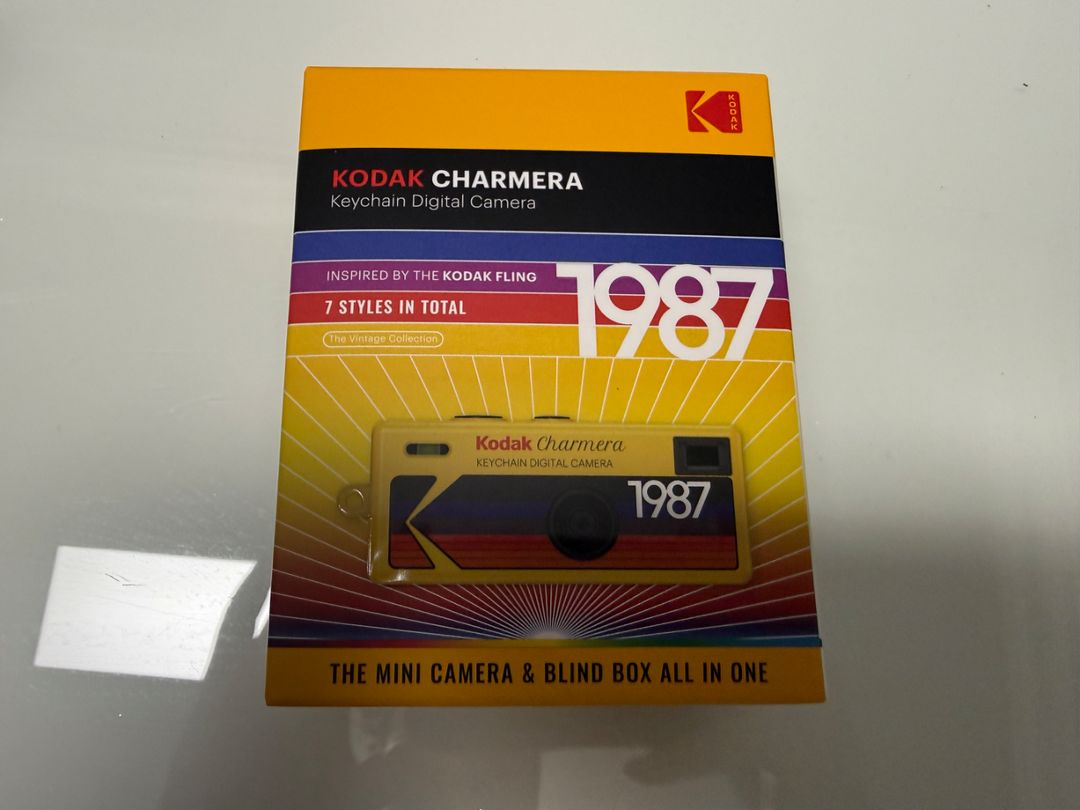 KODAK
KODAK CHARMERA
Keychain Digital Camera
INSPIRED BY THE KODAK FLING
1987
7 STYLES IN TOTAL
The Vintage Collection
Kodak Charmera
KEYCHAIN DIGITAL CAMERA
1987
THE MINI CAMERA & BLIND BOX ALL IN ONE